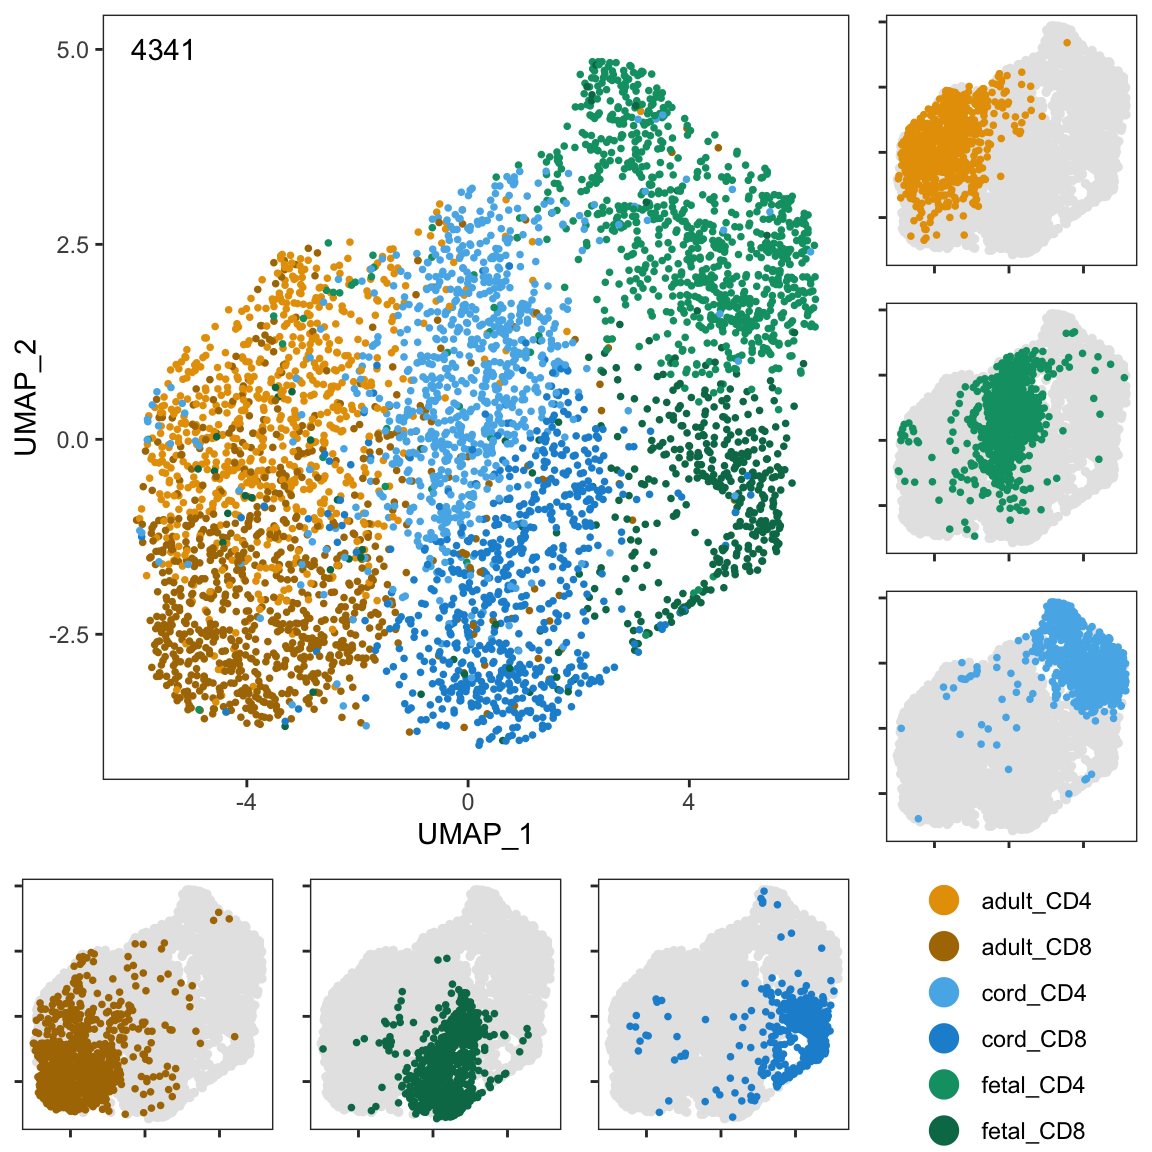 4341
5.0
2.5
0.0
-2.5
UMAP_2
-4
0
4
UMAP_1
adult_CD4
adult_CD8
cord_CD4
cord_CD8
fetal_CD4
fetal_CD8